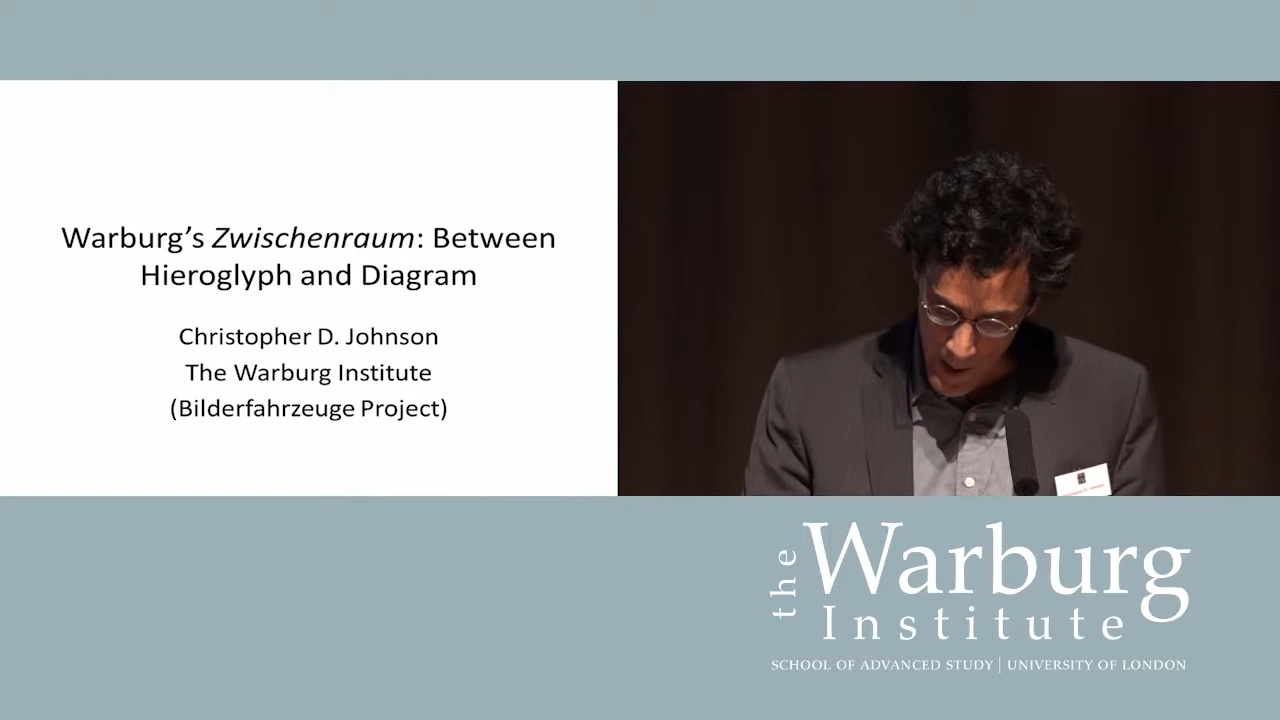 Warburg's Zwischenraum: Between
Hieroglyph and Diagram
Christopher D. Johnson
The Warburg Institute
(Bilderfahrzeuge Project)
the Warburg
Institute
SCHOOL OF ADVANCED STUDY | UNIVERSITY OF LONDON